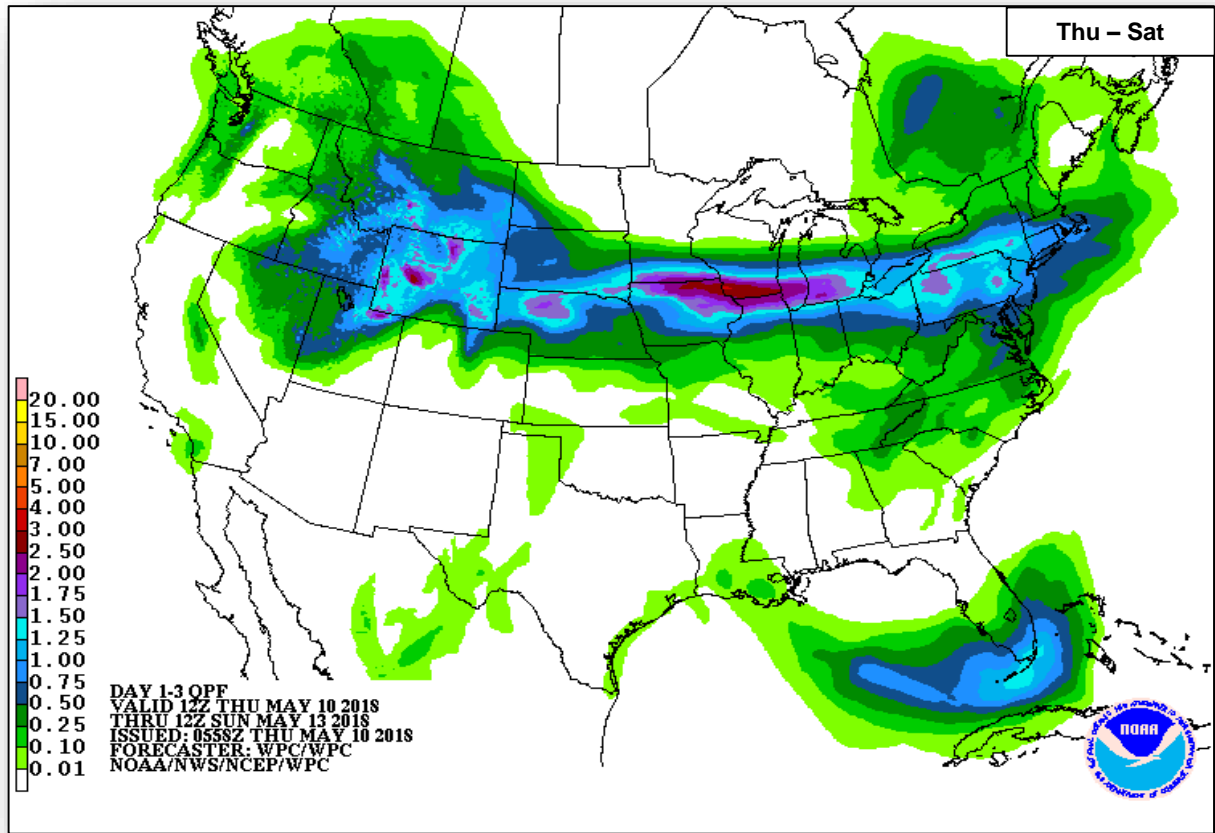 Thu – Sat
20.00
15.00
10.00
7.00
5.00
4.00
3.00
2.50
2.00
1.75
1.50
1.25
1.00
0.75
0.50
0.25
0.10
0.01
DAY 1-3 QPF
VALID 12Z THU MAY 10 2018
THRU 12Z SUN MAY 13 2018
ISSUED: 0558Z THU MAY 10 2018
FORECASTER: WPC/WPC
NOAA/NWS/NCEP/WPC
NOAA